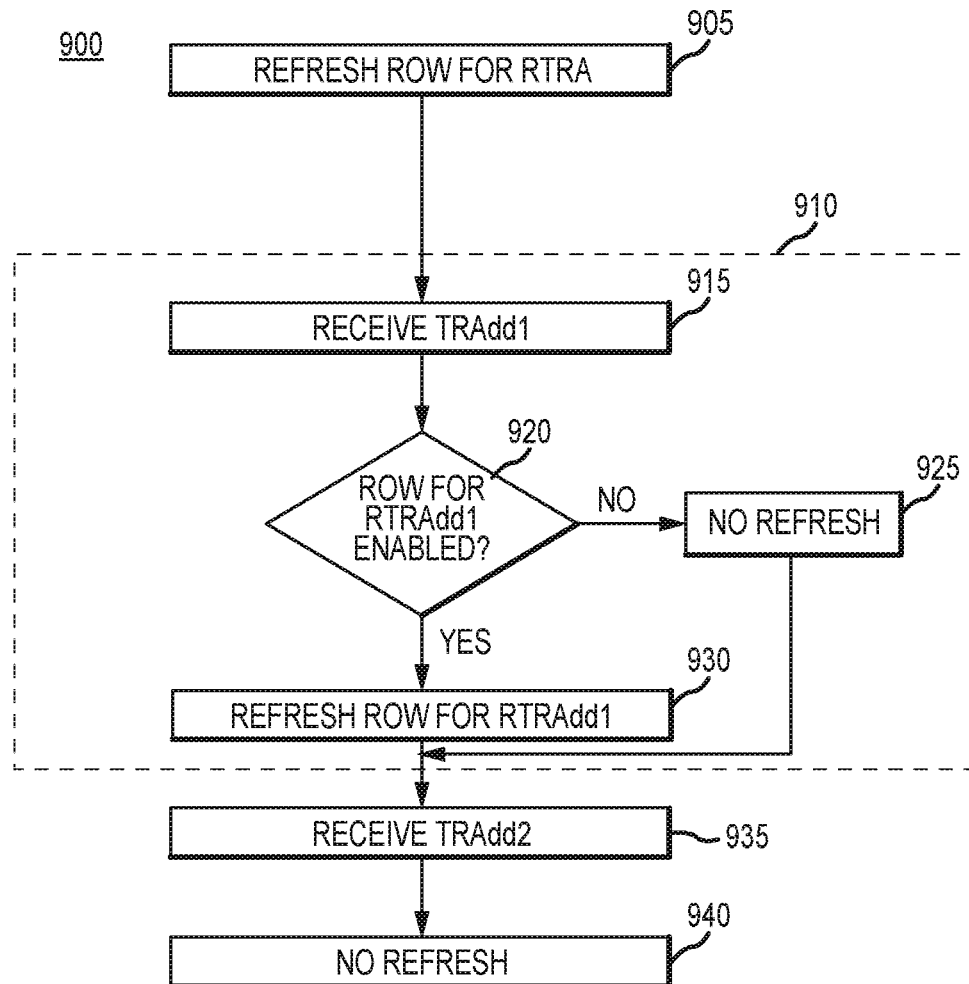 900
905
REFRESH ROW FOR RTRA
910
915
RECEIVE TRAdd1
920
ROW FOR
RTRAdd1
ENABLED?
NO
925
NO REFRESH
YES
930
REFRESH ROW FOR RTRAdd1
RECEIVE TRAdd2
935
940
NO REFRESH